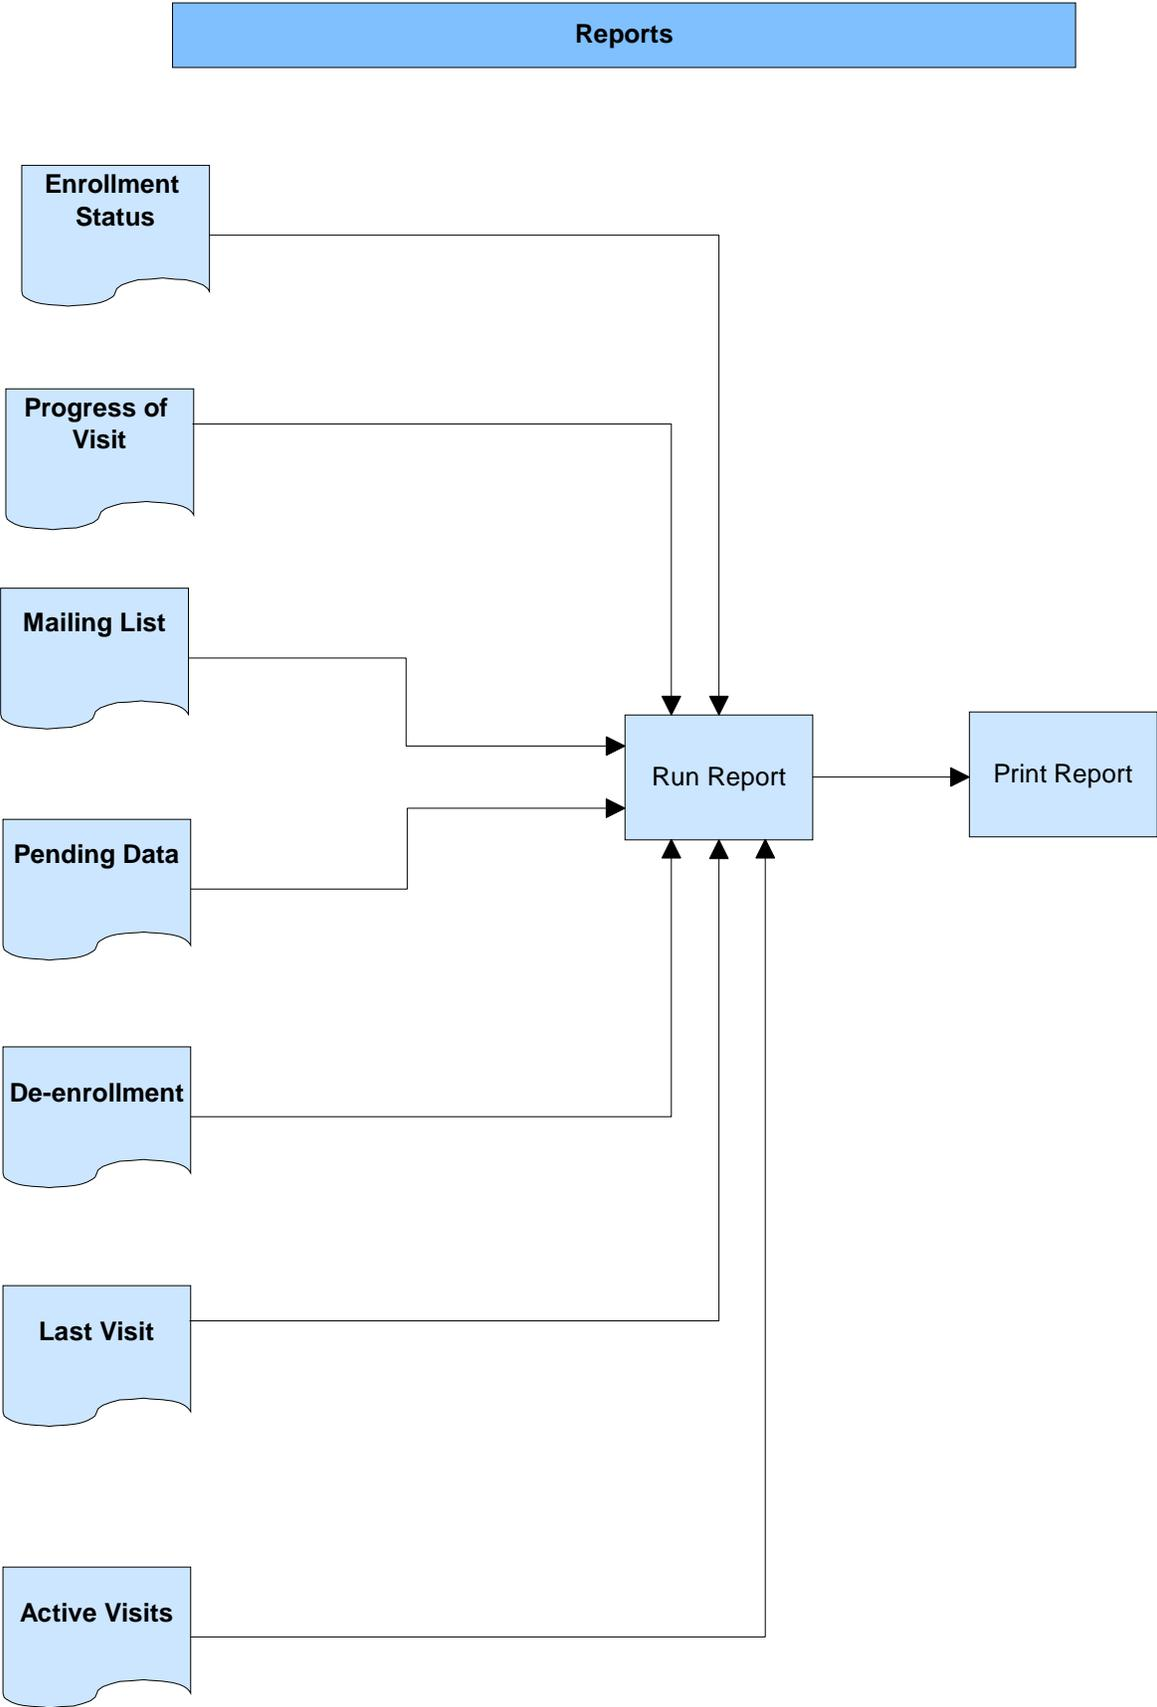 Reports
Enrollment
Status
Progress of
Visit
Mailing List
Run Report
Print Report
Pending Data
De-enrollment
Last Visit
Active Visits